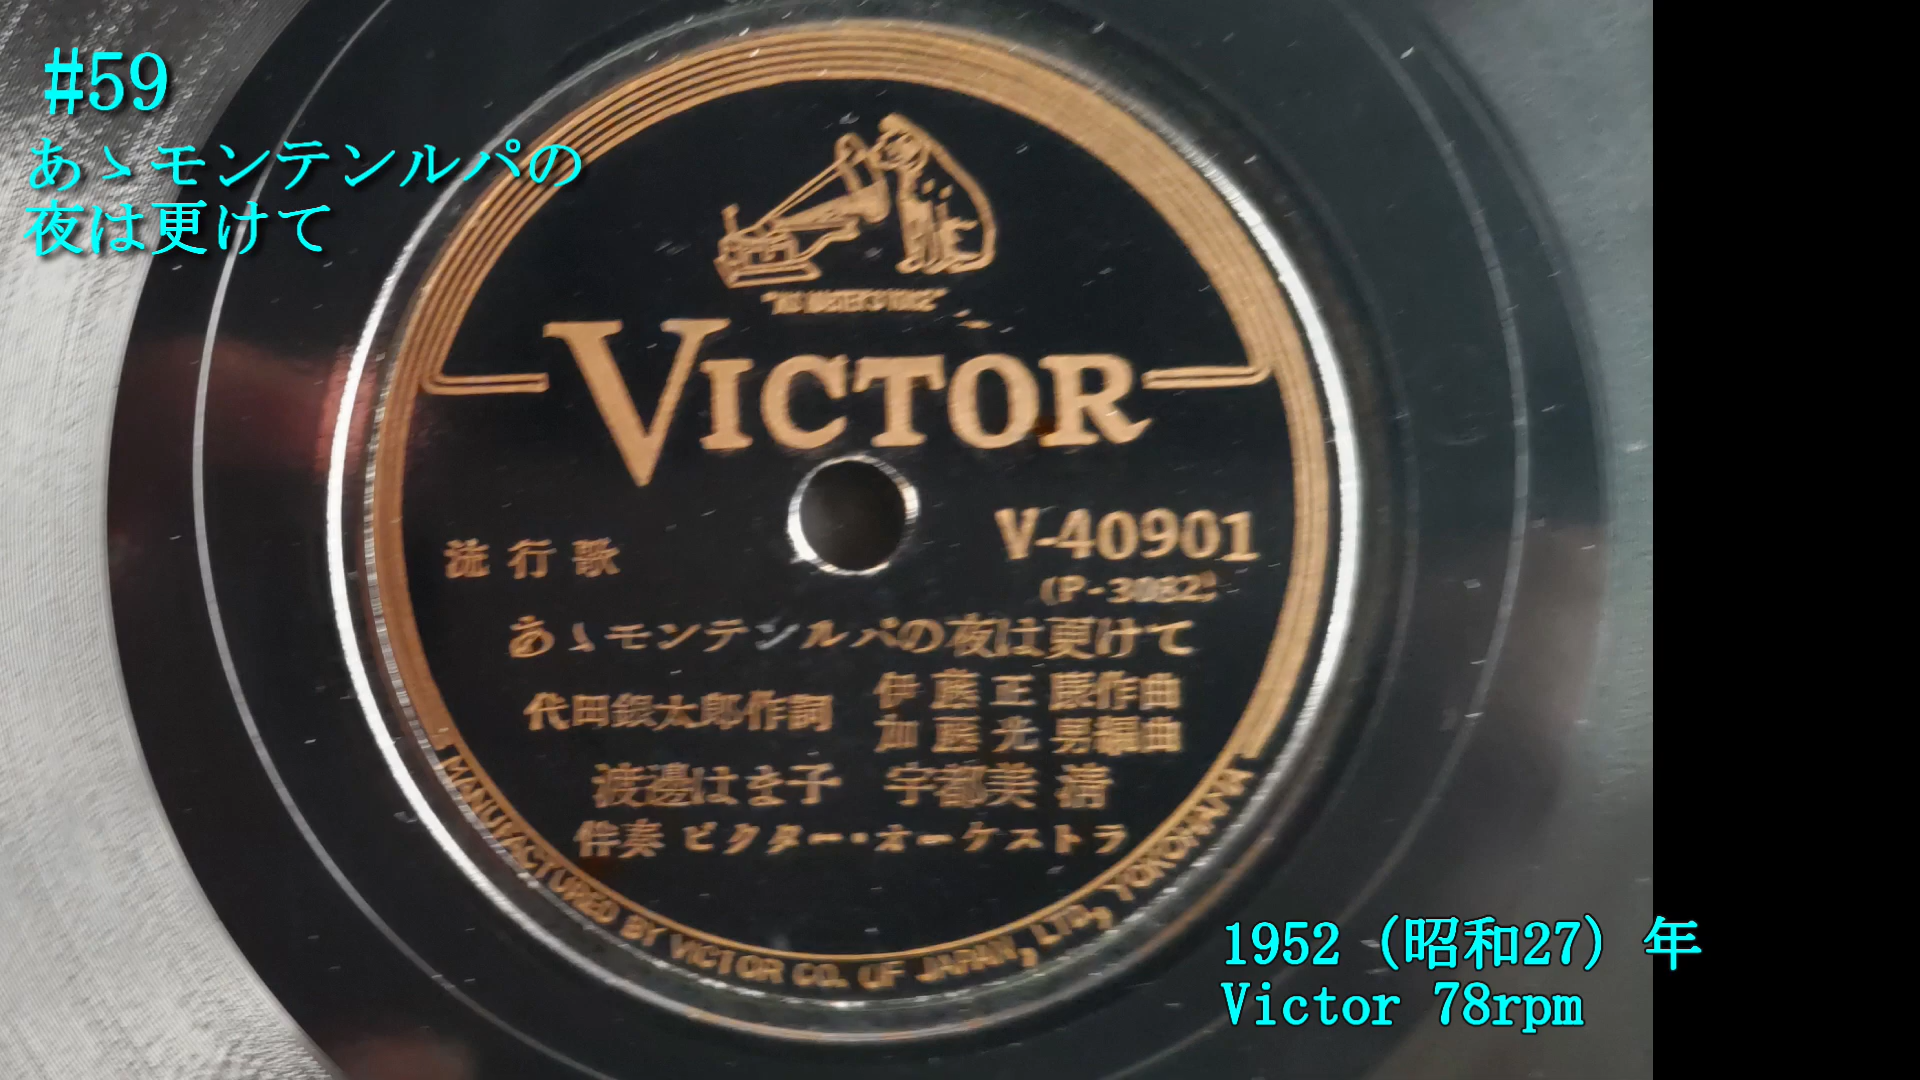 #59
あゝモンテンルパの
夜は更けて
"HIS MASTER'S VOICE"
VICTOR
V-40901
(P-3082)
流行歌
あゝモンテンルパの夜は更けて
代田銀太郎作詞
伊藤正康作曲
加藤光男編曲
渡邊はま子 宇都美清
伴奏 ビクター・オーケストラ
MANUFACTURED BY VICTOR CO. OF JAPAN, LTD., YOKOHAMA
1952 (昭和27) 年
Victor 78rpm